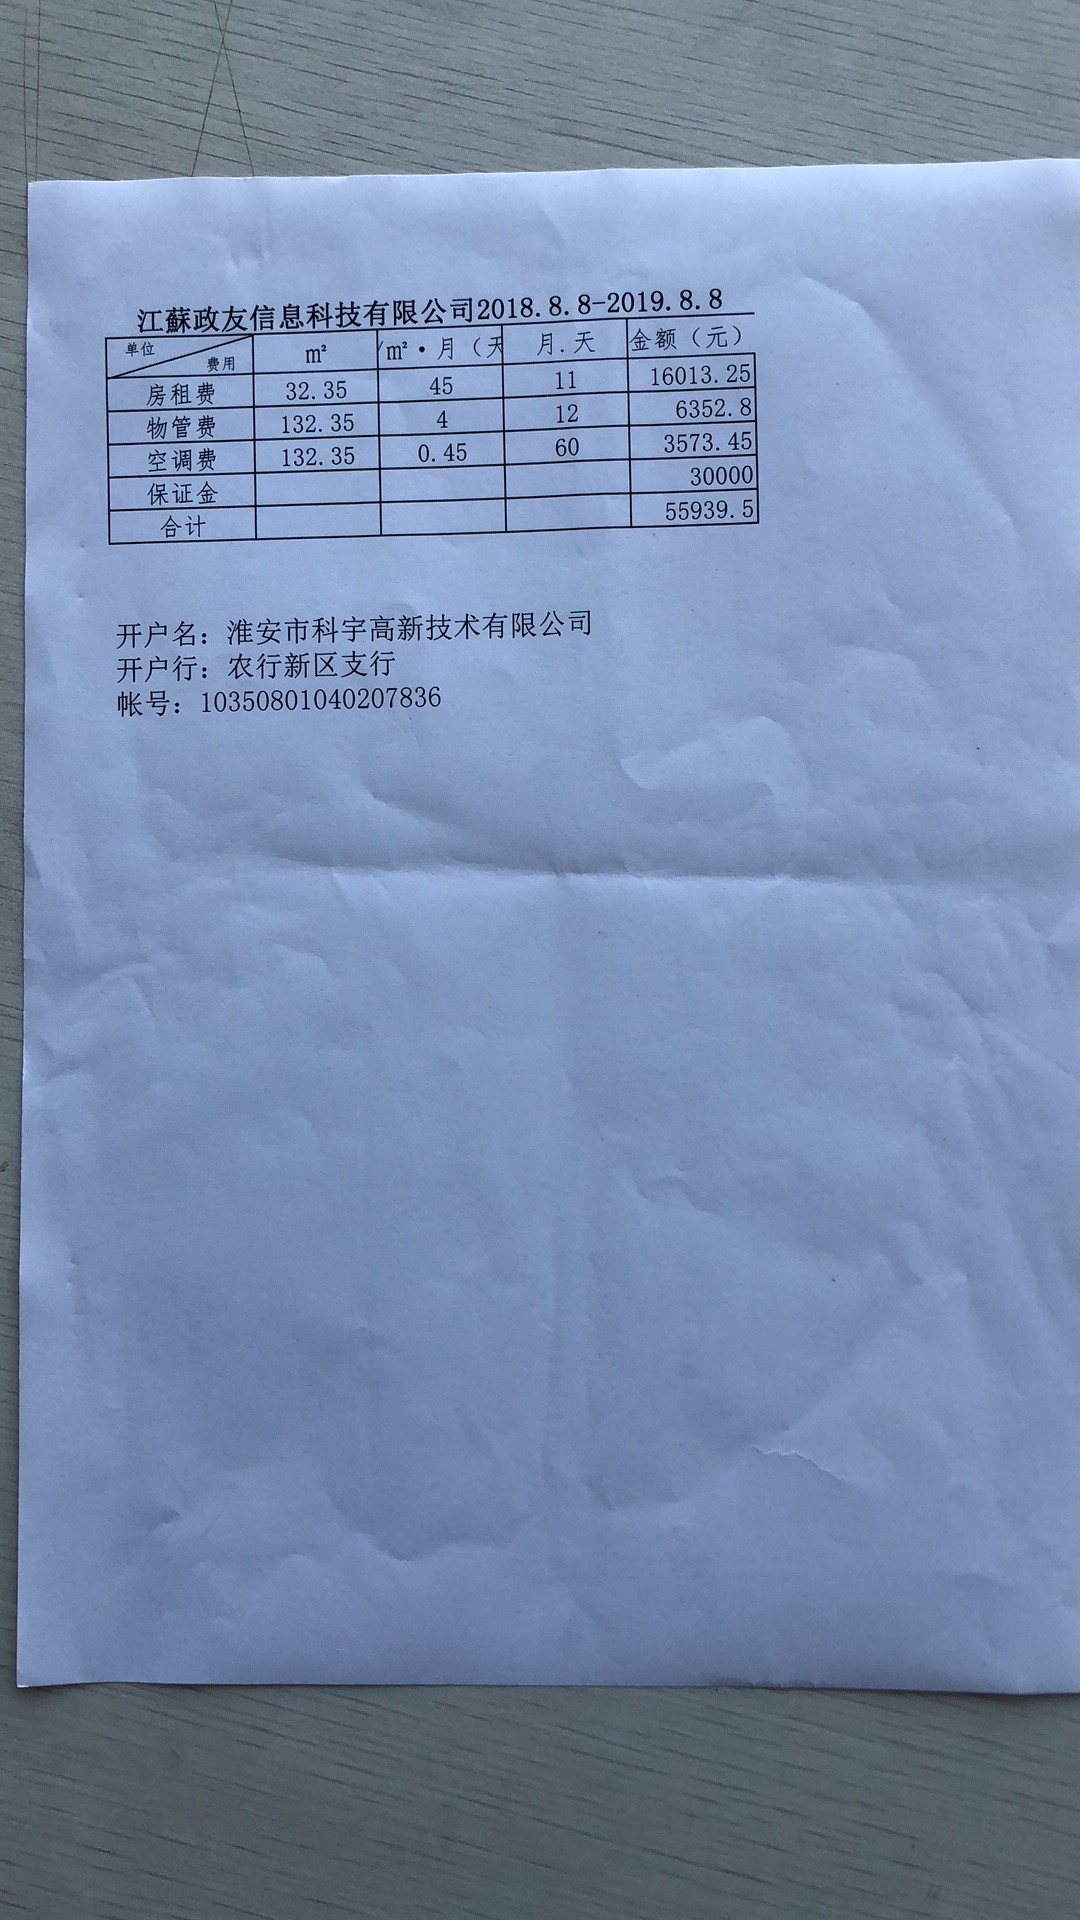 江蘇政友信息科技有限公司2018.8.8-2019.8.8
单位 费用 m² /m²·月（天 月.天 金额（元）
房租费 32.35 45 11 16013.25
物管费 132.35 4 12 6352.8
空调费 132.35 0.45 60 3573.45
保证金 30000
合计 55939.5
开户名：淮安市科宇高新技术有限公司
开户行：农行新区支行
帐号：10350801040207836